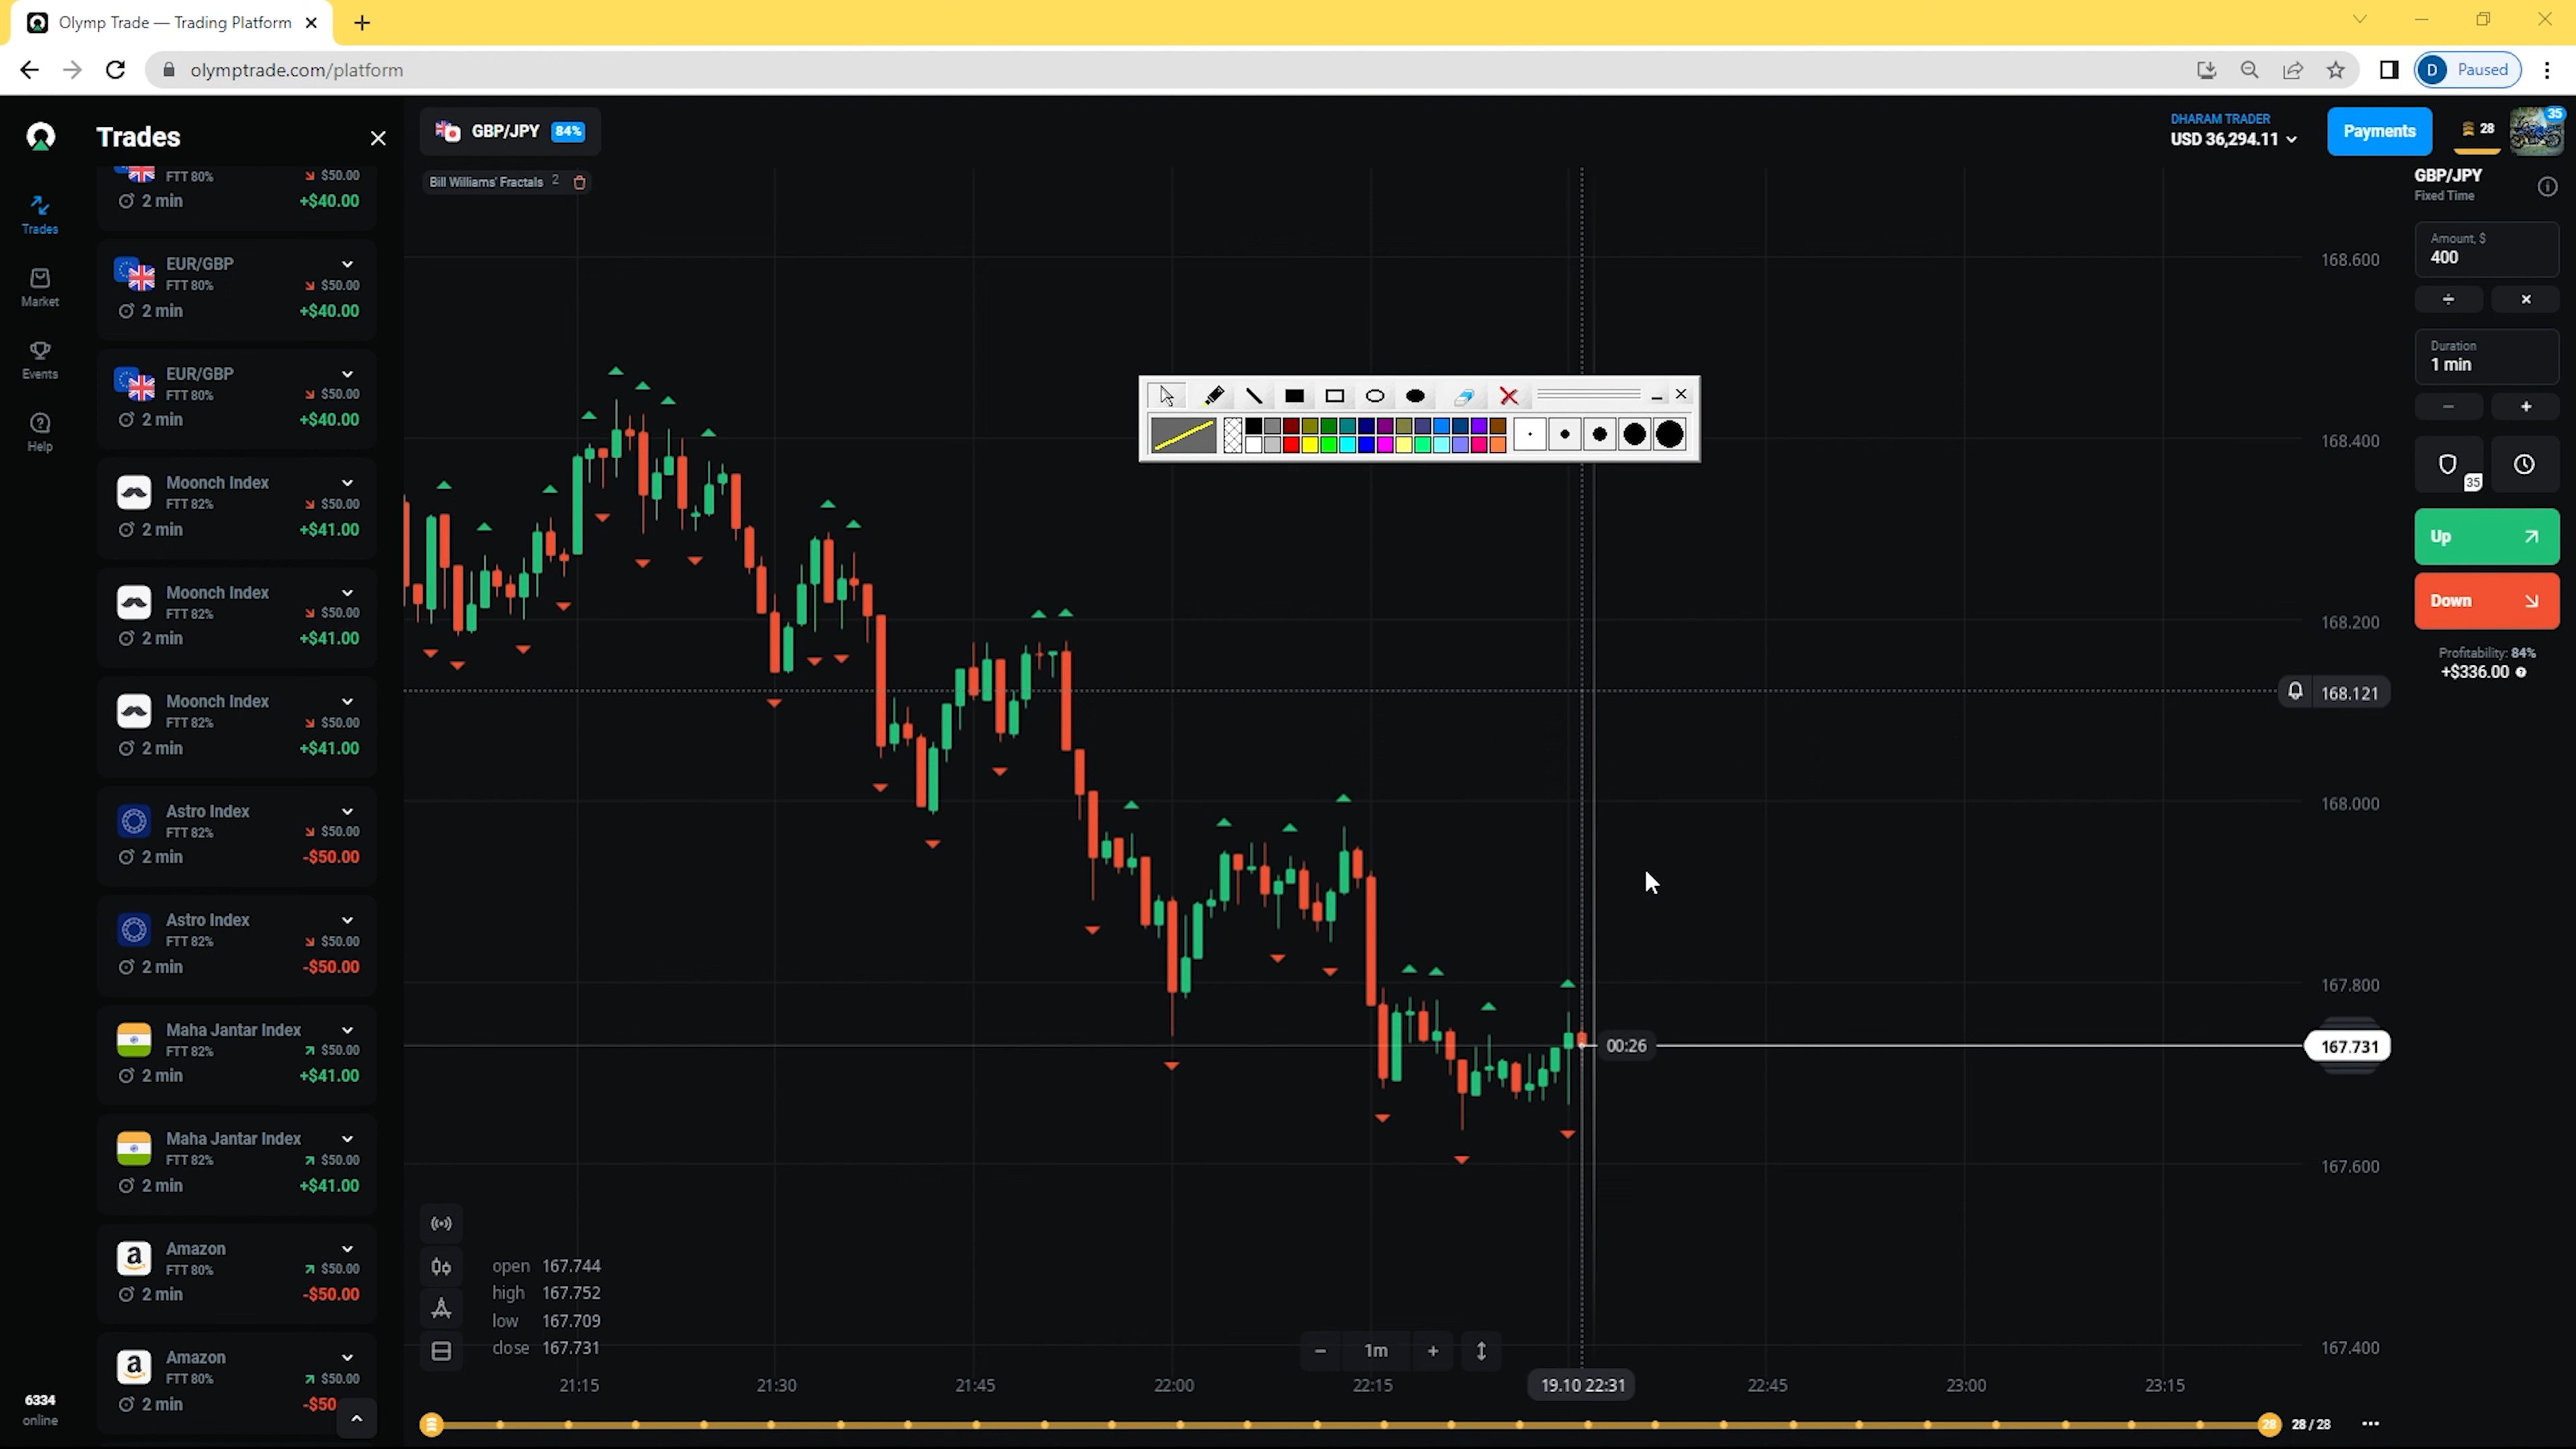 Olymp Trade — Trading Platform
olymptrade.com/platform
D Paused
Trades
FTT 80% $50.00
2 min +$40.00
EUR/GBP
FTT 80% $50.00
2 min +$40.00
EUR/GBP
FTT 80% $50.00
2 min +$40.00
Moonch Index
FTT 82% $50.00
2 min +$41.00
Moonch Index
FTT 82% $50.00
2 min +$41.00
Moonch Index
FTT 82% $50.00
2 min +$41.00
Astro Index
FTT 82% $50.00
2 min -$50.00
Astro Index
FTT 82% $50.00
2 min -$50.00
Maha Jantar Index
FTT 82% $50.00
2 min +$41.00
Maha Jantar Index
FTT 82% $50.00
2 min +$41.00
a Amazon
FTT 80% $50.00
2 min -$50.00
a Amazon
FTT 80% $50.00
2 min -$50
Trades
Market
Events
Help
6334
online
GBP/JPY 84%
Bill Williams' Fractals 2
DHARAM TRADER
USD 36,294.11
Payments
28
35
GBP/JPY
Fixed Time
Amount, $
400
÷ ×
Duration
1 min
− +
35
Up
Down
Profitability: 84%
+$336.00
168.600
168.400
168.200
168.121
168.000
167.800
00:26
167.731
167.600
167.400
open 167.744
high 167.752
low 167.709
close 167.731
− 1m +
21:15 21:30 21:45 22:00 22:15 19.10 22:31 22:45 23:00 23:15
28 28 / 28